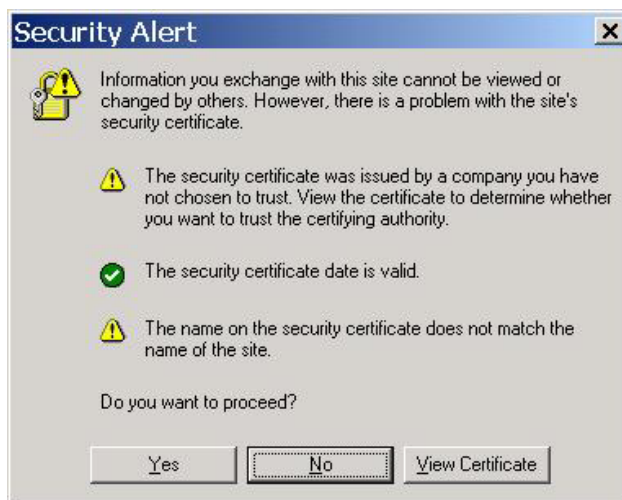 Security Alert
Information you exchange with this site cannot be viewed or
changed by others. However, there is a problem with the site's
security certificate.
The security certificate was issued by a company you have
not chosen to trust. View the certificate to determine whether
you want to trust the certifying authority.
The security certificate date is valid.
The name on the security certificate does not match the
name of the site.
Do you want to proceed?
Yes No View Certificate